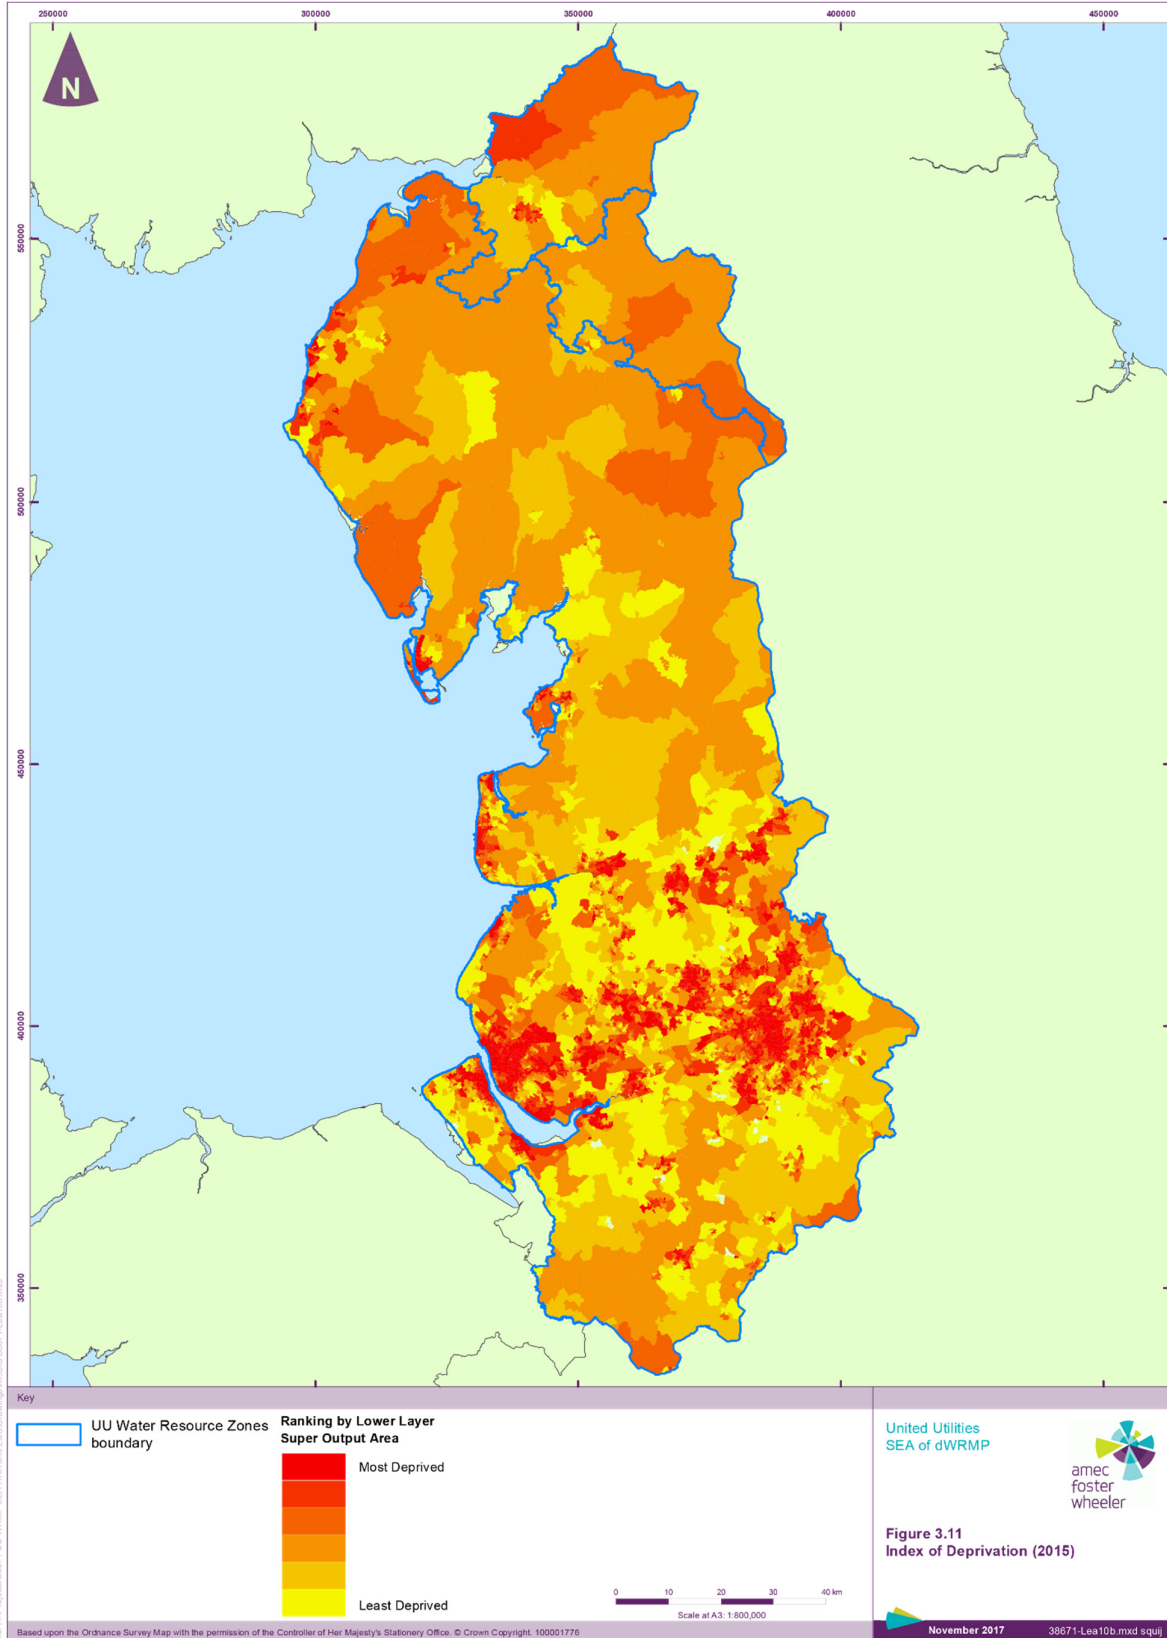 250000
300000
350000
400000
450000
N
550000
500000
450000
400000
350000
Key
UU Water Resource Zones
boundary
Ranking by Lower Layer
Super Output Area
Most Deprived
Least Deprived
0 10 20 30 40 km
Scale at A3: 1:800,000
United Utilities
SEA of dWRMP
amec
foster
wheeler
Figure 3.11
Index of Deprivation (2015)
November 2017
38671-Lea10b.mxd squij
Based upon the Ordnance Survey Map with the permission of the Controller of Her Majesty's Stationery Office. © Crown Copyright. 100001776